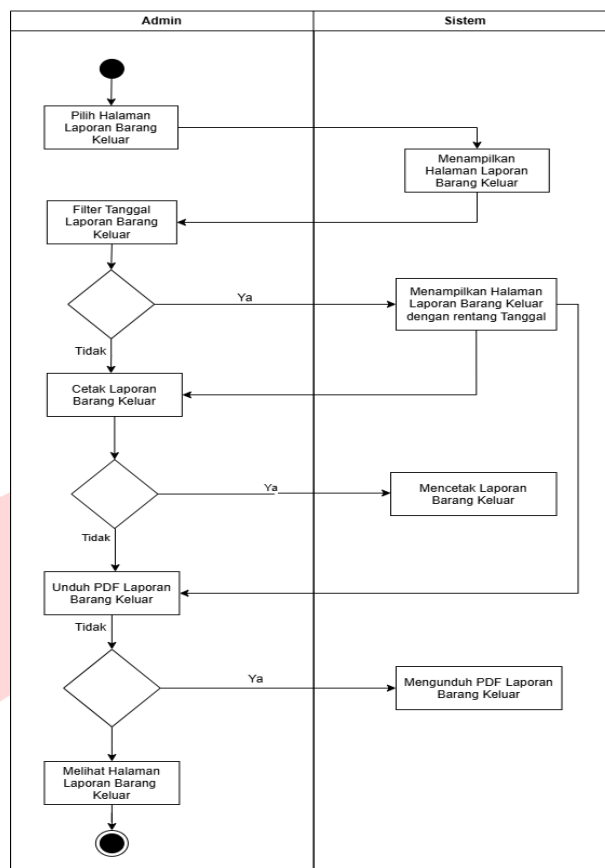 Admin
Sistem
Pilih Halaman
Laporan Barang
Keluar
Menampilkan
Halaman Laporan
Barang Keluar
Filter Tanggal
Laporan Barang
Keluar
Ya
Menampilkan Halaman
Laporan Barang Keluar
dengan rentang Tanggal
Tidak
Cetak Laporan
Barang Keluar
Ya
Mencetak Laporan
Barang Keluar
Tidak
Unduh PDF Laporan
Barang Keluar
Tidak
Ya
Mengunduh PDF Laporan
Barang Keluar
Melihat Halaman
Laporan Barang
Keluar